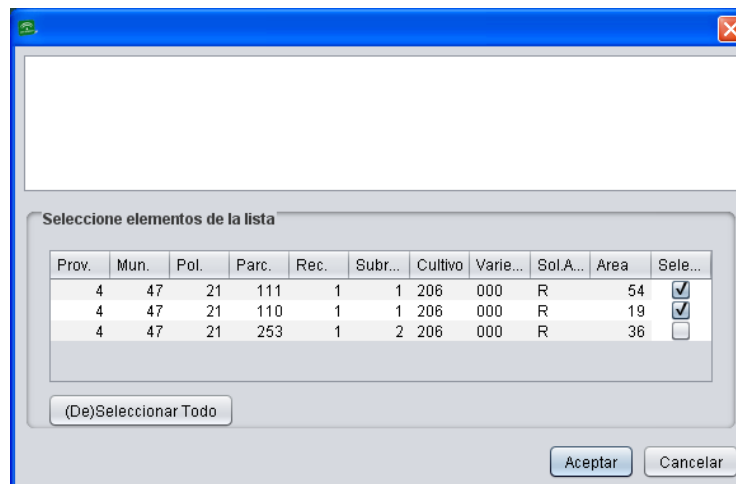 Seleccione elementos de la lista
Prov. Mun. Pol. Parc. Rec. Subr... Cultivo Varie... Sol.A... Area Sele...
4 47 21 111 1 1 206 000 R 54
4 47 21 110 1 1 206 000 R 19
4 47 21 253 1 2 206 000 R 36
(De)Seleccionar Todo
Aceptar Cancelar